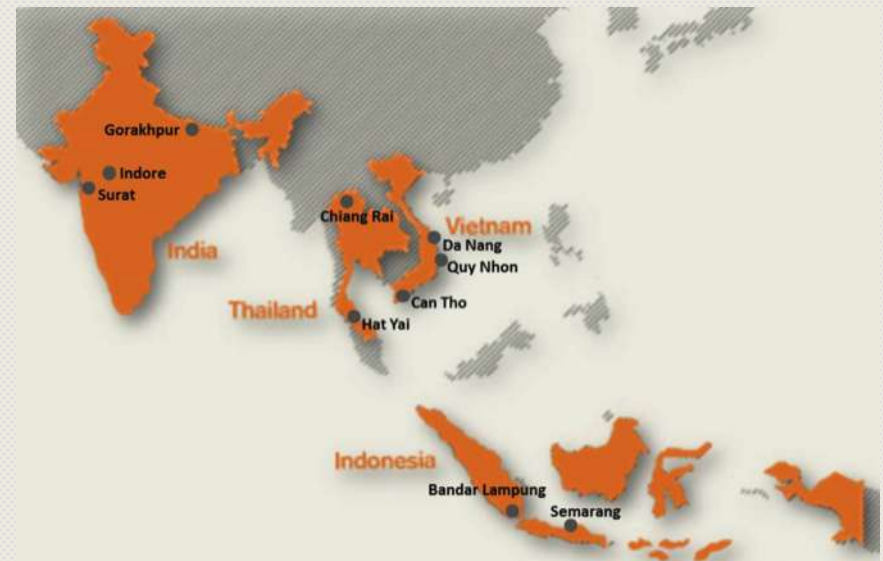 Gorakhpur
Indore
Surat
India
Chiang Rai
Vietnam
Da Nang
Quy Nhon
Can Tho
Thailand
Hat Yai
Indonesia
Bandar Lampung
Semarang